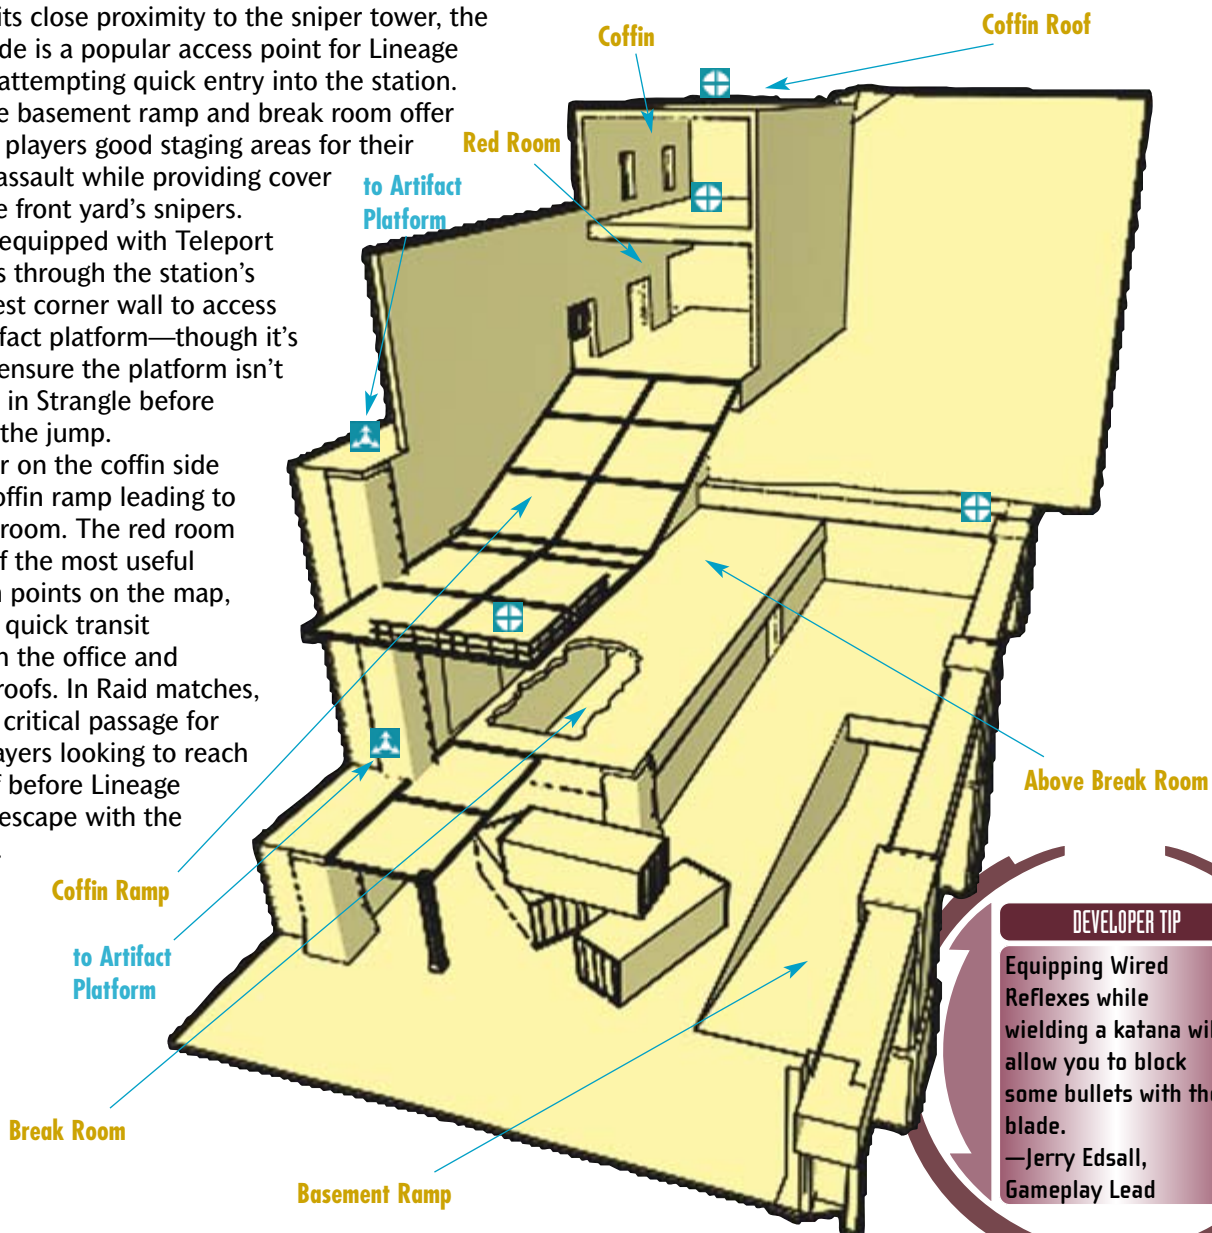 its close proximity to the sniper tower, the
de is a popular access point for Lineage
attempting quick entry into the station.
e basement ramp and break room offer
players good staging areas for their
assault while providing cover
e front yard's snipers.
equipped with Teleport
s through the station's
est corner wall to access
fact platform—though it's
ensure the platform isn't
in Strangle before
the jump.
r on the coffin side
offin ramp leading to
room. The red room
f the most useful
n points on the map,
quick transit
n the office and
roofs. In Raid matches,
critical passage for
ayers looking to reach
f before Lineage
escape with the
.
Coffin
Coffin Roof
Red Room
to Artifact
Platform
Coffin Ramp
to Artifact
Platform
Break Room
Basement Ramp
Above Break Room
DEVELOPER TIP
Equipping Wired
Reflexes while
wielding a katana wil
allow you to block
some bullets with the
blade.
—Jerry Edsall,
Gameplay Lead